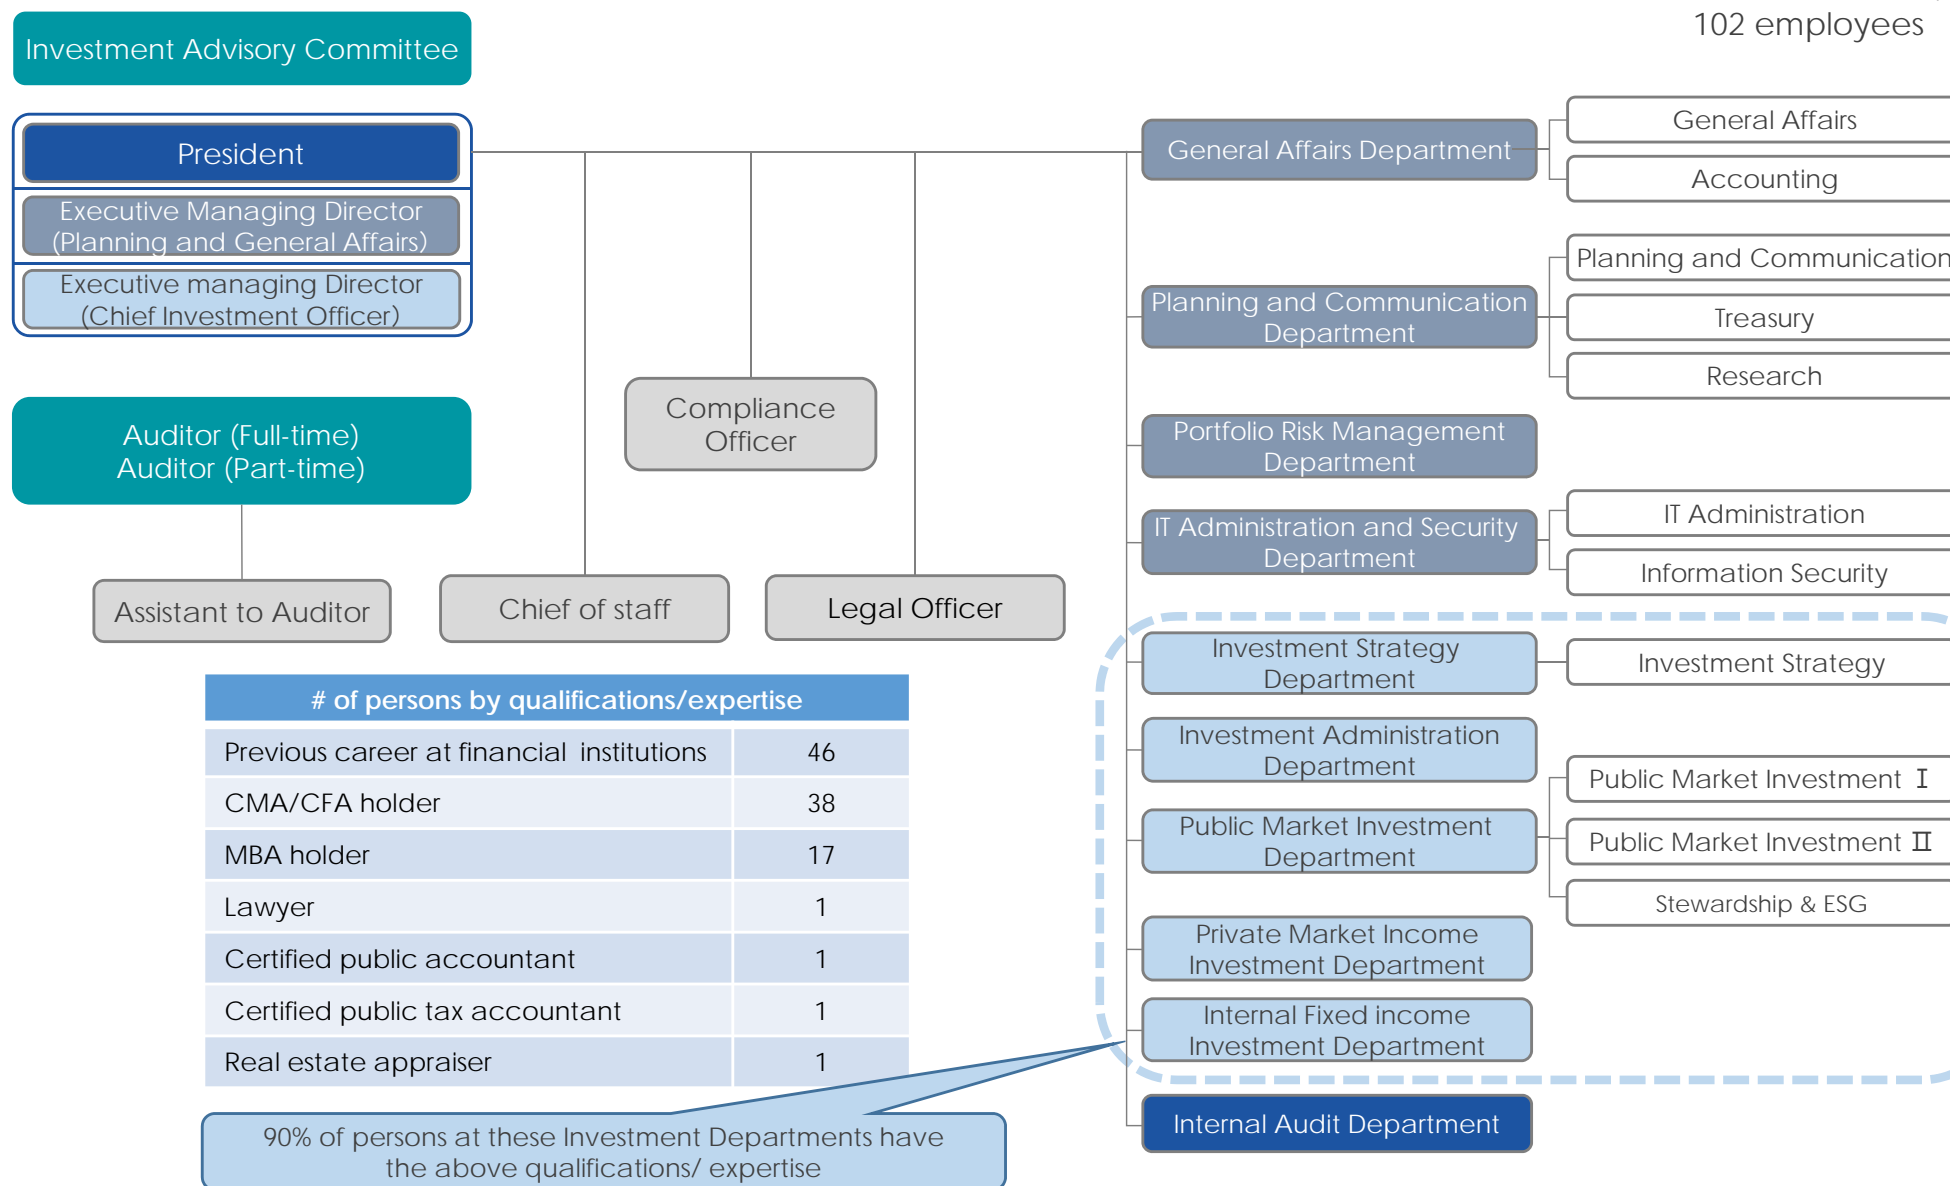 102 employees
Investment Advisory Committee
President
Executive Managing Director
(Planning and General Affairs)
Executive managing Director
(Chief Investment Officer)
Auditor (Full-time)
Auditor (Part-time)
Assistant to Auditor
Chief of staff
Compliance
Officer
Legal Officer
General Affairs Department
General Affairs
Accounting
Planning and Communication
Department
Planning and Communication
Treasury
Research
Portfolio Risk Management
Department
IT Administration and Security
Department
IT Administration
Information Security
Investment Strategy
Department
Investment Strategy
Investment Administration
Department
Public Market Investment
Department
Public Market Investment Ⅰ
Public Market Investment Ⅱ
Stewardship & ESG
Private Market Income
Investment Department
Internal Fixed income
Investment Department
Internal Audit Department
# of persons by qualifications/expertise
Previous career at financial institutions 46
CMA/CFA holder 38
MBA holder 17
Lawyer 1
Certified public accountant 1
Certified public tax accountant 1
Real estate appraiser 1
90% of persons at these Investment Departments have
the above qualifications/ expertise